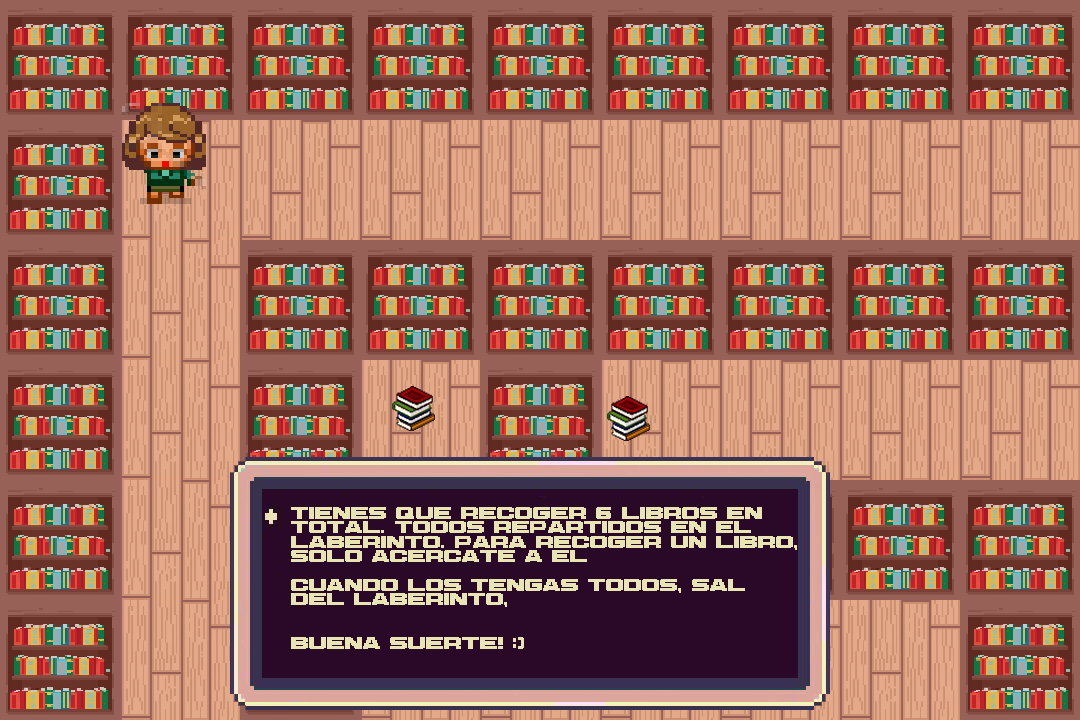 TIENES QUE RECOGER 6 LIBROS EN
TOTAL. TODOS REPARTIDOS EN EL
LABERINTO. PARA RECOGER UN LIBRO,
SOLO ACERCATE A EL
CUANDO LOS TENGAS TODOS, SAL
DEL LABERINTO,
BUENA SUERTE! :)